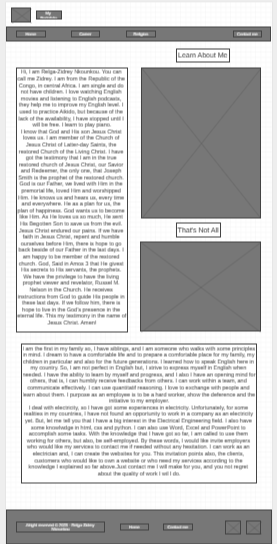 My
Home
Career
Religion
Contact me
Learn About Me
Hi, I am Relga-Zidrey Nkounkou. You can
call me Zidrey. I am from the Republic of the
Congo, in central Africa. I am single and do
not have children. I love watching English
movies and listening to English podcasts,
they help me to improve my English level. I
used to practice Aikido, but because of the
lack of the availability, I have stopped until I
will be free. I learn to play piano.
I know that God and His son Jesus Christ
loves us. I am member of the Church of
Jesus Christ of Latter-day Saints, the
restored Church of the Living Christ. I have
got the testimony that I am in the true
restored church of Jesus Christ, our Savior
and Redeemer, the only one, that Joseph
Smith is the prophet of the restored church.
God is our Father, we lived with Him in the
premortal life, loved Him and worshipped
Him. He knows us and hears us, every time
and everywhere. He as a plan for us, the
plan of happiness. God wants us to become
like Him. As He loves us so much, He sent
His Begotten Son to save us from the evil.
Jesus Christ endured our pains. If we have
faith in Jesus Christ, repent and humble
ourselves before Him, there is hope to go
back beside our Father in the last days. I
am happy to be member of the restored
church. God, Said in Amos 3 that He gives
His secrets to His servants, the prophets.
We have the privilege to have the living
prophet viewer and revelator, Russel M.
Nelson in the Church. He receives
instructions from God to guide His people in
these last days. If we follow him, there is
hope to live in the God's presence in the
eternal life. This my testimony in the name of
Jesus Christ. Amen!
That's Not All
I am the first in my family so, I have siblings, and I am someone who walks with some principles
in mind. I dream to have a comfortable life and to prepare a comfortable place for my family, my
children in particular and also for the future generations. I learned how to speak English here in
my country. So, I am not perfect in English but, I strive to express myself in English when
needed. I have the ability to learn by myself and progress, and I also I have an opening mind for
others, that is, I can humbly receive feedbacks from others. I can work within a team, and
communicate effectively. I can use quantitaif reasoning. I love to exchange with people and
learn about them. I purpose as an employee is to be a hard worker, show the deference and the
initiative to my employer.
I deal with electricity, so I have got some experiences in electricity. Unfortunately, for some
realities in my countries, I have not found an opportunity to work in a company as an electricity
yet. But, let me tell you that I have a big interest in the Electrical Engineering field. I also have
some knowledge in html, css and python. I can also use Word, Excel and PowerPoint to
accomplish some tasks. With the knowledge that I have got so far, I am called to use them
working for others, but also, be self-employed. By these words, I would like invite employers
who would like my services to contact me if needed without any hesitation. I can work as an
electrician and, I can create the websites for you. This invitation points also, the clients,
customers who would like to own a website or who need my services according to the
knowledge I explained so far above. Just contact me I will make for you, and you not regret
about the quality of work I wil do.
©2025 - Relga Zidrey
Nkounkou
Home
Contact me